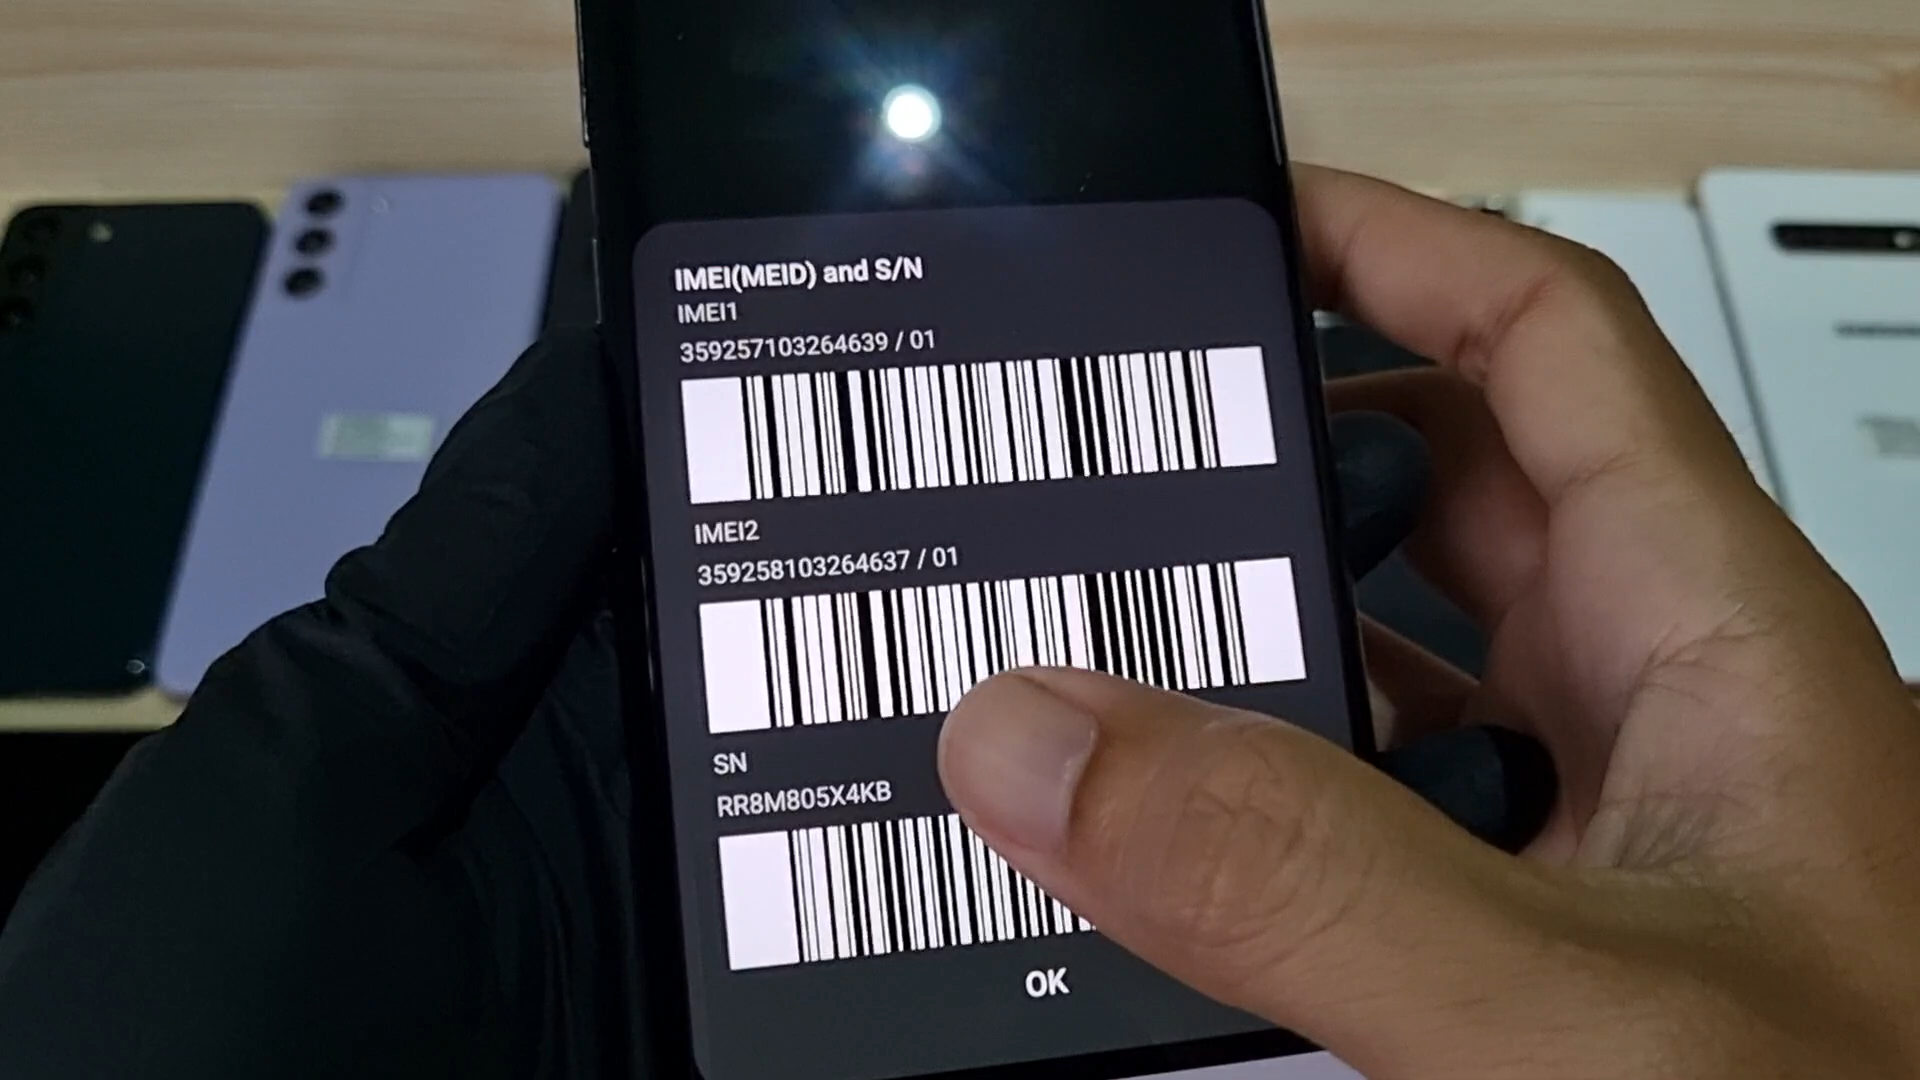 IMEI(MEID) and S/N
IMEI1
359257103264639 / 01
IMEI2
359258103264637 / 01
SN
RR8M805X4KB
OK